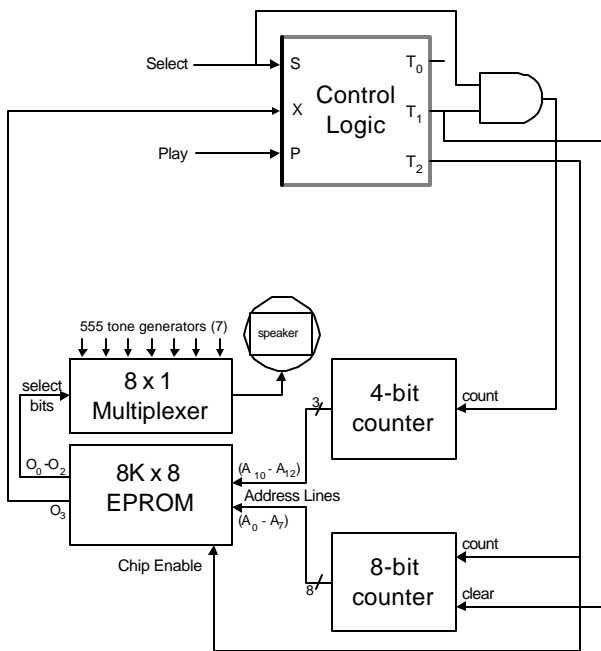 Select
S
T0
Control
Logic
X
T1
Play
P
T2
555 tone generators (7)
speaker
8 x 1
Multiplexer
select
bits
3
4-bit
counter
count
O0-O2
8K x 8
EPROM
(A10 - A12)
O3
Address Lines
(A0 - A7)
Chip Enable
8
8-bit
counter
count
clear